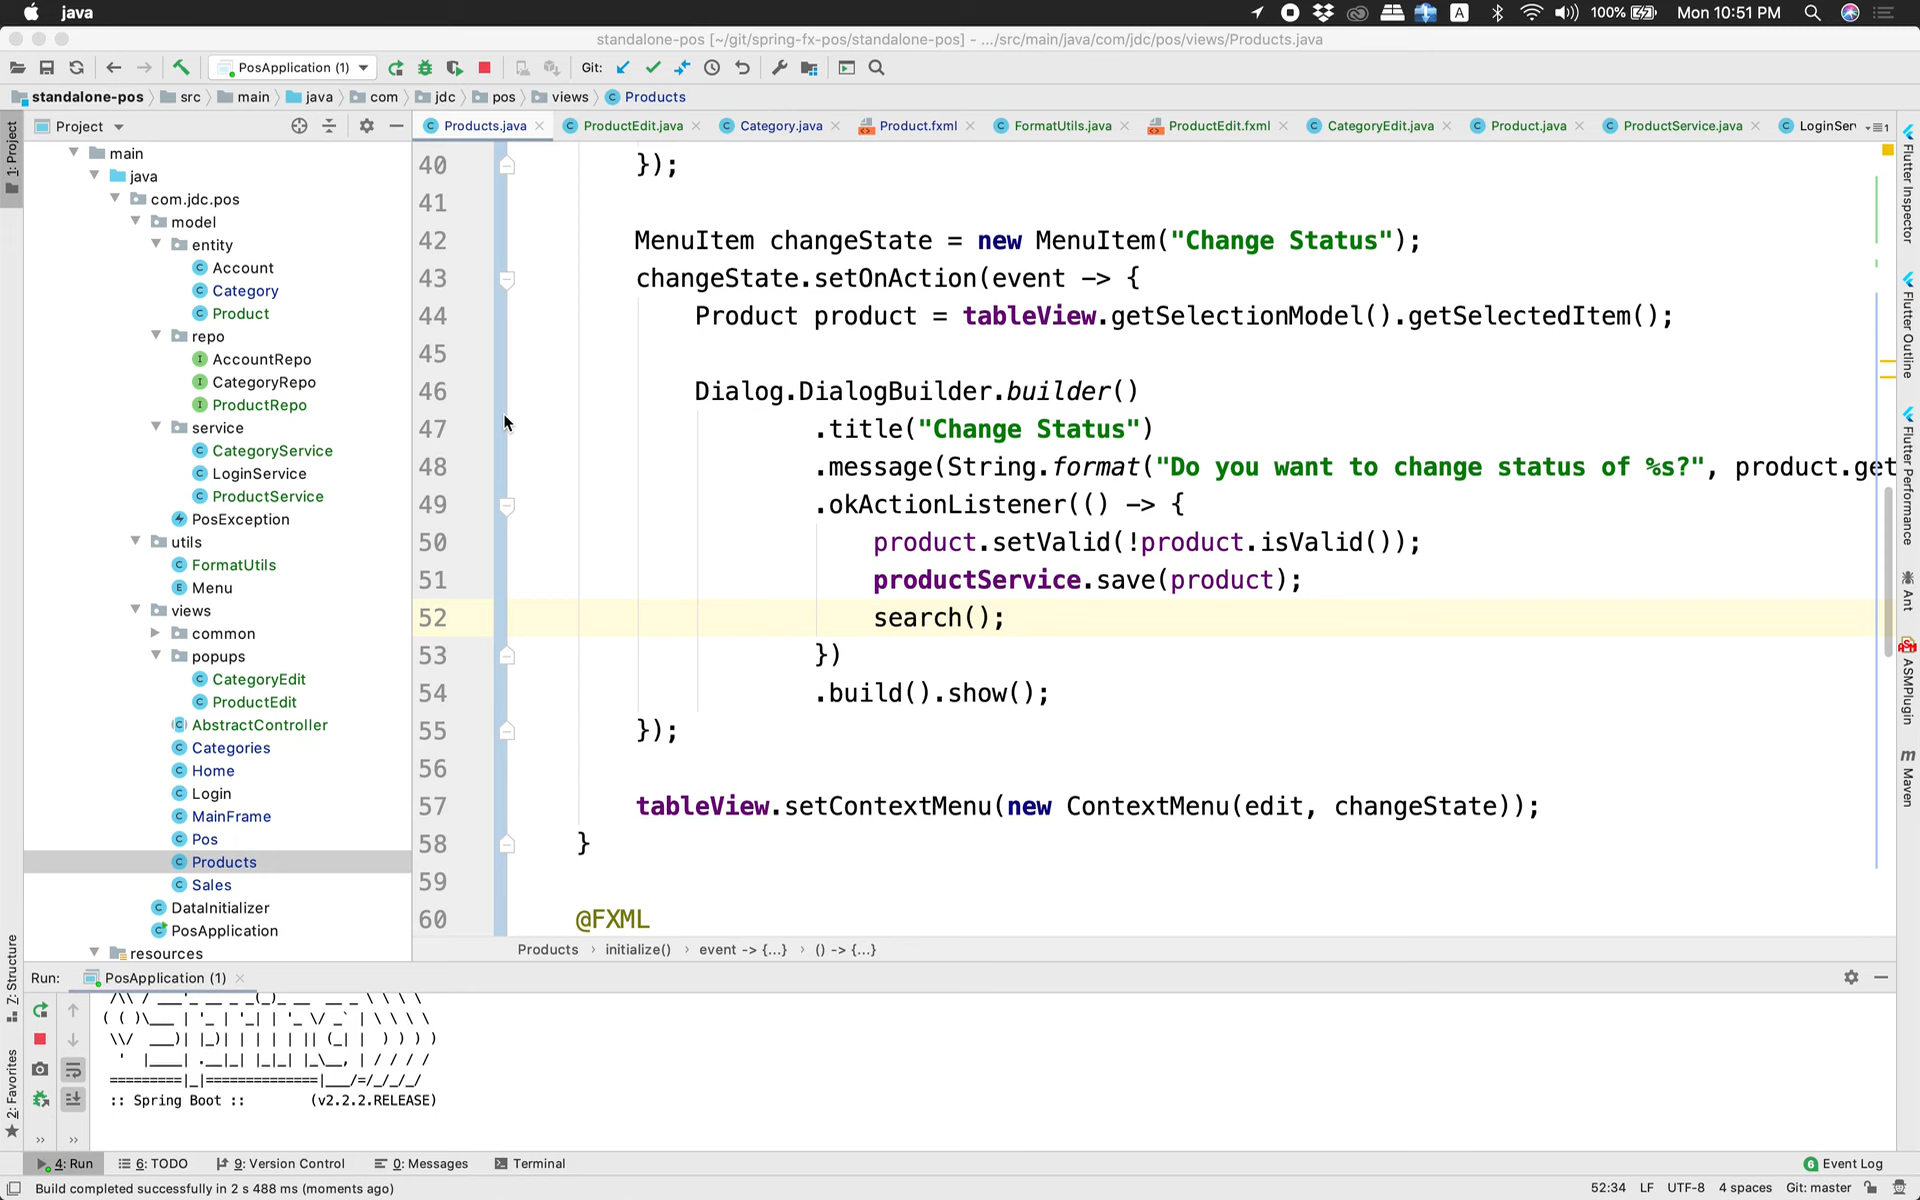 java
100%
Mon 10:51 PM
standalone-pos [~/git/spring-fx-pos/standalone-pos] - .../src/main/java/com/jdc/pos/views/Products.java
PosApplication (1)
Git:
standalone-pos
src
main
java
com
jdc
pos
views
Products
1: Project
Project
Products.java
ProductEdit.java
Category.java
Product.fxml
FormatUtils.java
ProductEdit.fxml
CategoryEdit.java
Product.java
ProductService.java
LoginSer
main
java
com.jdc.pos
model
entity
Account
Category
Product
repo
AccountRepo
CategoryRepo
ProductRepo
service
CategoryService
LoginService
ProductService
PosException
utils
FormatUtils
Menu
views
common
popups
CategoryEdit
ProductEdit
AbstractController
Categories
Home
Login
MainFrame
Pos
Products
Sales
DataInitializer
PosApplication
resources
40 });
41
42 MenuItem changeState = new MenuItem("Change Status");
43 changeState.setOnAction(event -> {
44 Product product = tableView.getSelectionModel().getSelectedItem();
45
46 Dialog.DialogBuilder.builder()
47 .title("Change Status")
48 .message(String.format("Do you want to change status of %s?", product.get
49 .okActionListener(() -> {
50 product.setValid(!product.isValid());
51 productService.save(product);
52 search();
53 })
54 .build().show();
55 });
56
57 tableView.setContextMenu(new ContextMenu(edit, changeState));
58 }
59
60 @FXML
Products > initialize() > event -> {...} > () -> {...}
Flutter Inspector
Flutter Outline
Flutter Performance
Ant
ASMPlugin
Maven
Z: Structure
2: Favorites
Run:
PosApplication (1)
:: Spring Boot :: (v2.2.2.RELEASE)
4: Run
6: TODO
9: Version Control
0: Messages
Terminal
6 Event Log
Build completed successfully in 2 s 488 ms (moments ago)
52:34
LF
UTF-8
4 spaces
Git: master